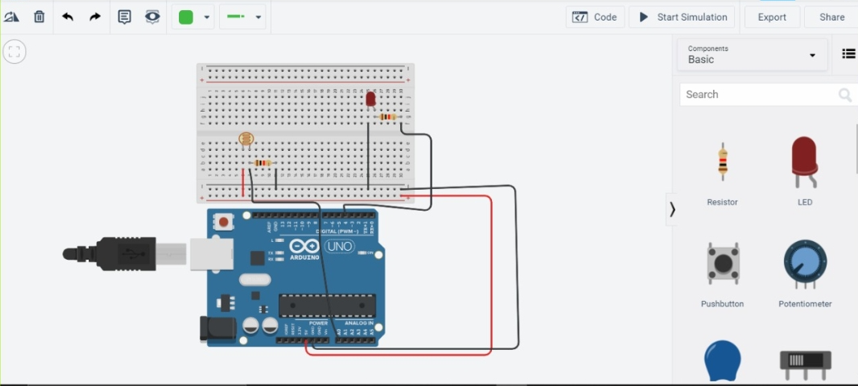 Code
Start Simulation
Export
Share
Components
Basic
Search
Resistor
LED
Pushbutton
Potentiometer
DIGITAL (PWM~)
UNO
ARDUINO
POWER
ANALOG IN